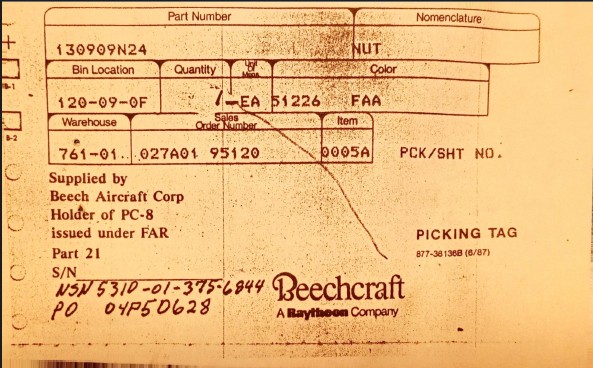 Part Number Nomenclature
130909N24 NUT
Bin Location Quantity Unit Of Meas. Color
120-09-0F 1 -EA 51226 FAA
Warehouse Sales Order Number Item
761-01.. 027A01 95120 0005A PCK/SHT NO.
Supplied by
Beech Aircraft Corp
Holder of PC-8
issued under FAR
Part 21
S/N
PICKING TAG
877-38136B (6/87)
NSN 5310-01-375-6844
PO 04P5D628
Beechcraft
A Raytheon Company
B-2